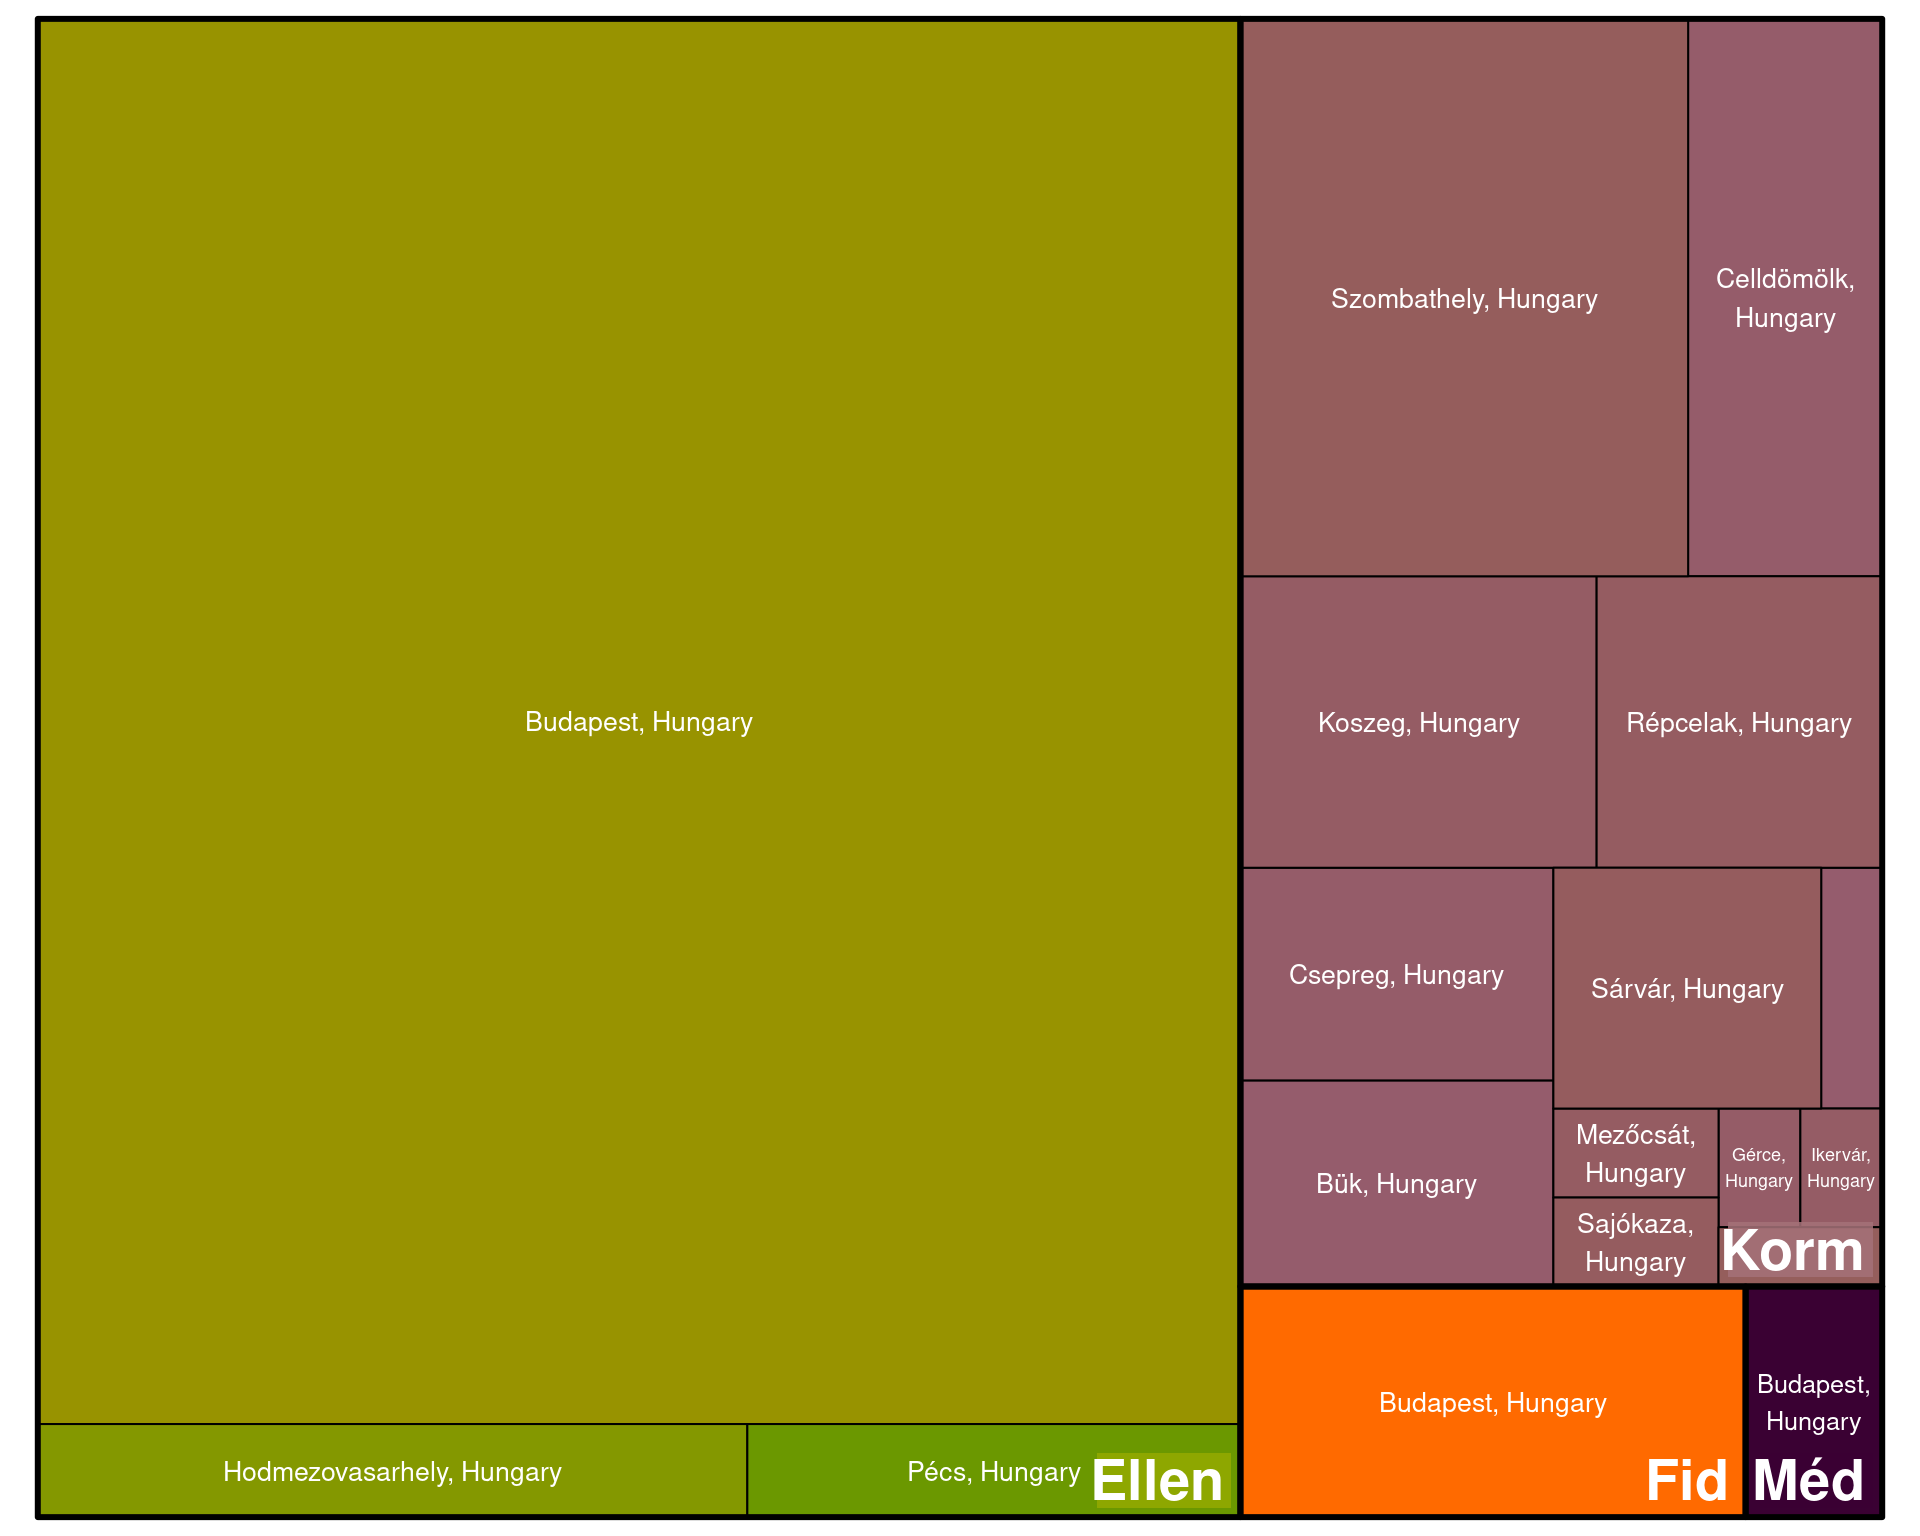 Budapest, Hungary
Hodmezovasarhely, Hungary
Pécs, Hungary
Ellen
Szombathely, Hungary
Celldömölk,
Hungary
Koszeg, Hungary
Répcelak, Hungary
Csepreg, Hungary
Sárvár, Hungary
Bük, Hungary
Mezőcsát,
Hungary
Gérce,
Hungary
Ikervár,
Hungary
Sajókaza,
Hungary
Korm
Budapest, Hungary
Fid
Budapest,
Hungary
Méd